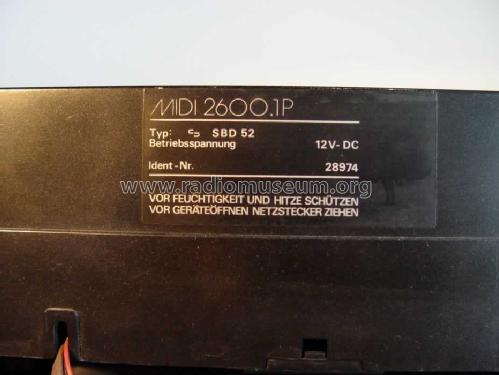 MIDI 2600.1P
Typ: SBD 52
Betriebsspannung 12V- DC
Ident-Nr. 28974
www.radiomuseum.org
VOR FEUCHTIGKEIT UND HITZE SCHÜTZEN
VOR GERÄTEÖFFNEN NETZSTECKER ZIEHEN